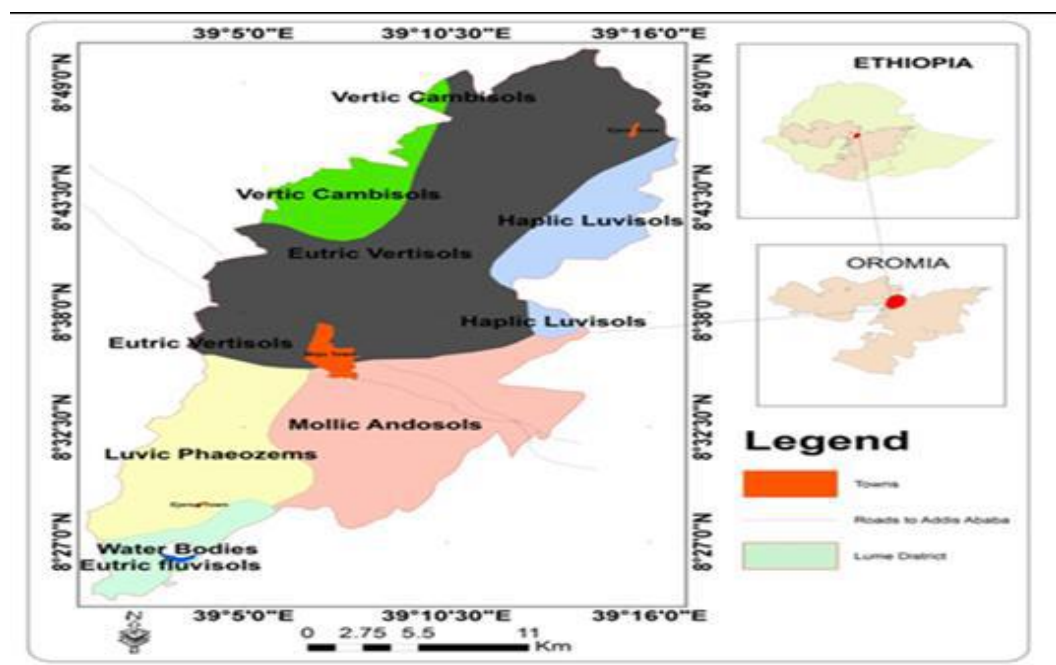 39°5'0"E 39°10'30"E 39°16'0"E
8°49'0"N
8°43'30"N
8°38'0"N
8°32'30"N
8°27'0"N
Vertic Cambisols
Vertic Cambisols
Haplic Luvisols
Eutric Vertisols
Haplic Luvisols
Eutric Vertisols
Mojo Town
Mollic Andosols
Luvic Phaeozems
Water Bodies
Eutric fluvisols
8°49'0"N
8°43'30"N
8°38'0"N
8°32'30"N
8°27'0"N
39°5'0"E 39°10'30"E 39°16'0"E
0 2.75 5.5 11
Km
ETHIOPIA
OROMIA
Legend
Towns
Roads to Addis Ababa
Lume District